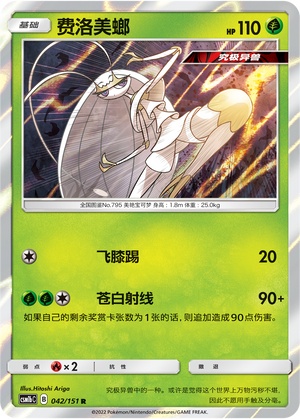 基础 费洛美螂 HP 110
究极异兽
全国图鉴No.795 美艳宝可梦 身高：1.8m 体重：25.0kg
飞膝踢 20
苍白射线 90+
如果自己的剩余奖赏卡张数为1张的话，则追加造成90点伤害。
弱点 ×2 抗性 撤退
Illus.Hitoshi Ariga
csm1bC B 042/151 R
究极异兽中的一种。或许是觉得这个世界上万物污秽不堪，
因此不愿用手触及分毫。
©2022 Pokémon/Nintendo/Creatures/GAME FREAK.